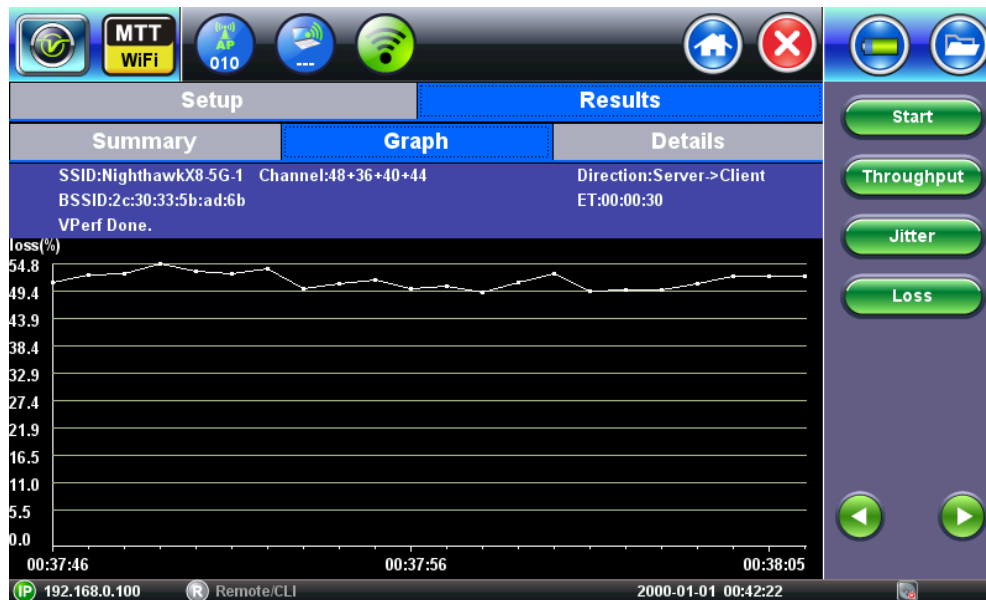 MTT
WiFi
AP
010
---
Setup
Results
Summary
Graph
Details
SSID:NighthawkX8-5G-1 Channel:48+36+40+44 Direction:Server->Client
BSSID:2c:30:33:5b:ad:6b ET:00:00:30
VPerf Done.
loss(%)
54.8
49.4
43.9
38.4
32.9
27.4
21.9
16.5
11.0
5.5
0.0
00:37:46 00:37:56 00:38:05
Start
Throughput
Jitter
Loss
IP 192.168.0.100 R Remote/CLI 2000-01-01 00:42:22